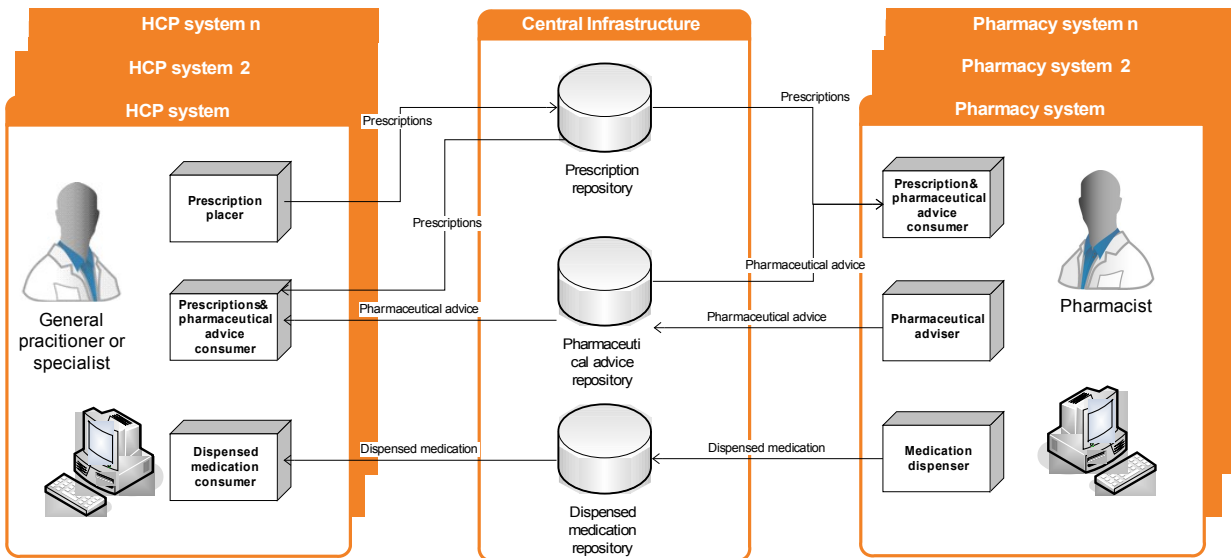 HCP system n
HCP system 2
HCP system
Prescription
placer
Prescriptions&
pharmaceutical
advice
consumer
Dispensed
medication
consumer
General
pracitioner or
specialist
Central Infrastructure
Prescription
repository
Pharmaceuti
cal advice
repository
Dispensed
medication
repository
Prescriptions
Prescriptions
Pharmaceutical advice
Dispensed medication
Prescriptions
Pharmaceutical advice
Pharmaceutical advice
Dispensed medication
Pharmacy system n
Pharmacy system 2
Pharmacy system
Prescription&
pharmaceutical
advice
consumer
Pharmaceutical
adviser
Medication
dispenser
Pharmacist